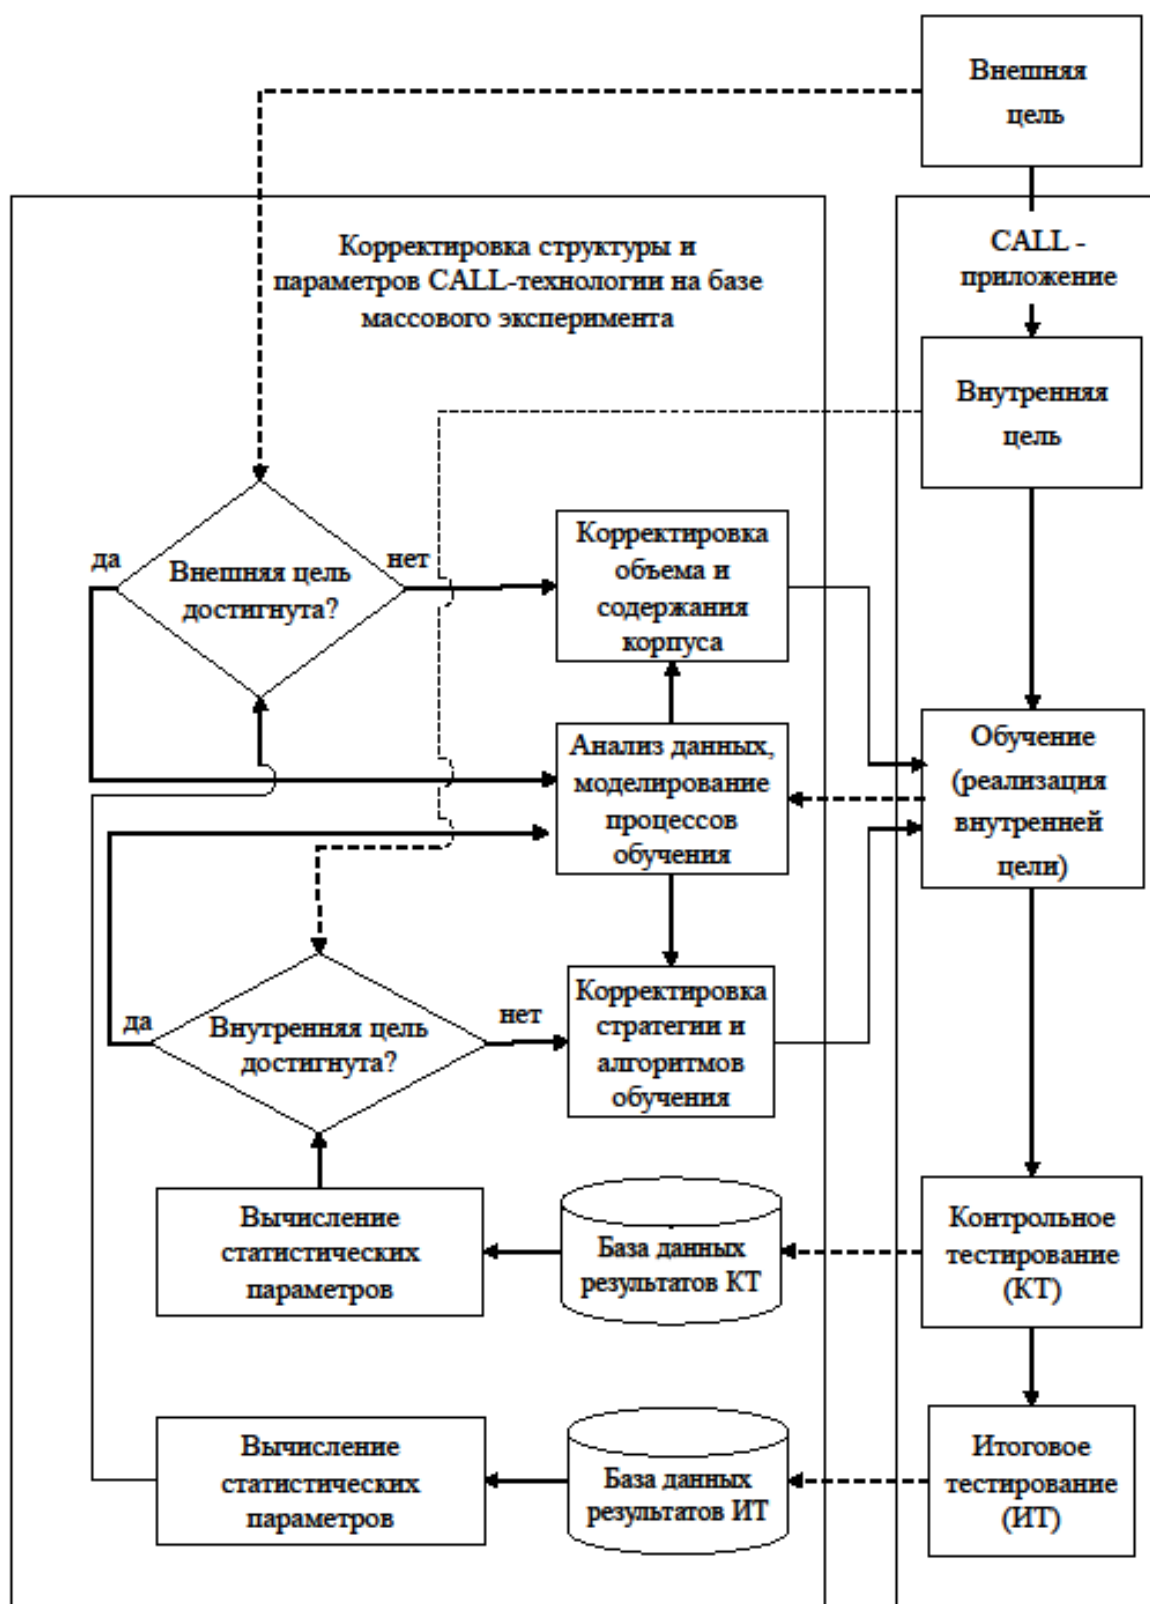 Внешняя
цель
Корректировка структуры и
параметров CALL-технологии на базе
массового эксперимента
CALL -
приложение
Внутренняя
цель
да
Внешняя цель
достигнута?
нет
Корректировка
объема и
содержания
корпуса
Анализ данных,
моделирование
процессов
обучения
Обучение
(реализация
внутренней
цели)
да
Внутренняя цель
достигнута?
нет
Корректировка
стратегии и
алгоритмов
обучения
Вычисление
статистических
параметров
База данных
результатов КТ
Контрольное
тестирование
(КТ)
Вычисление
статистических
параметров
База данных
результатов ИТ
Итоговое
тестирование
(ИТ)